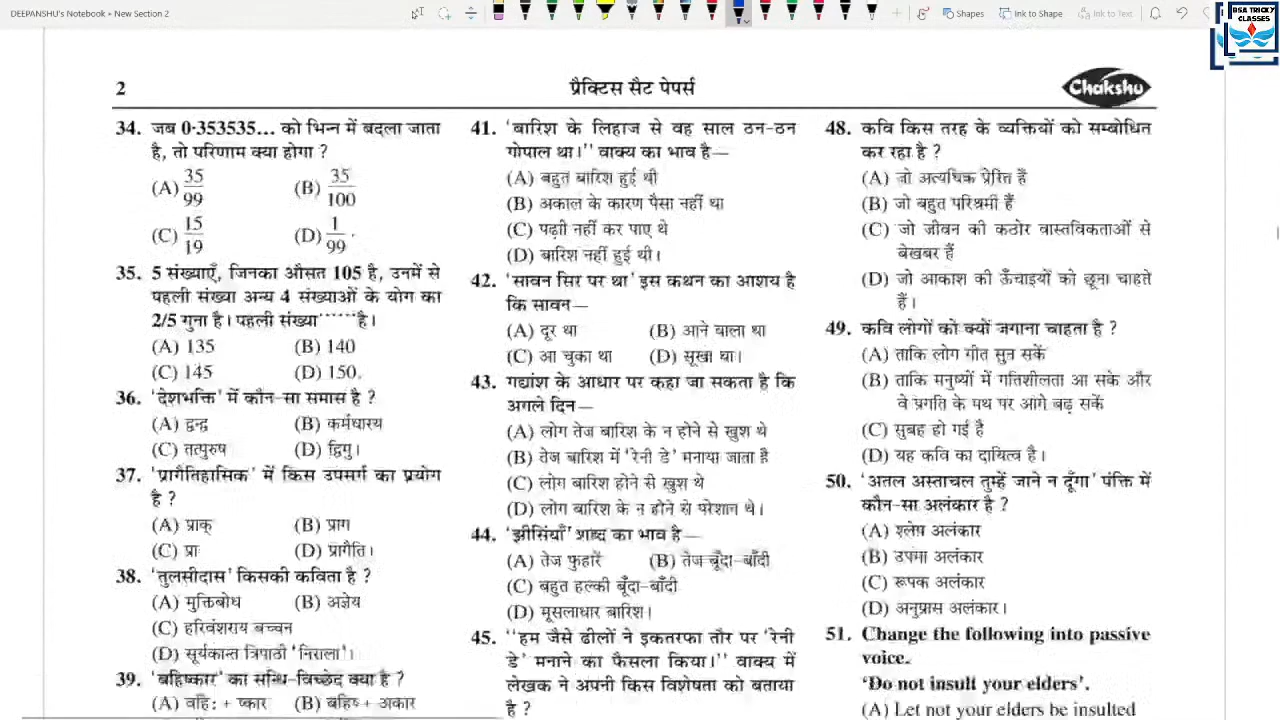 DEEPANSHU's Notebook » New Section 2
Shapes
Ink to Shape
Ink to Text
BSA TRICKY
CLASSES
2
प्रैक्टिस सैट पेपर्स
Chakshu
34. जब 0·353535... को भिन्न में बदला जाता
है, तो परिणाम क्या होगा ?
(A) 35/99 (B) 35/100
(C) 15/19 (D) 1/99 ·
35. 5 संख्याएँ, जिनका औसत 105 है, उनमें से
पहली संख्या अन्य 4 संख्याओं के योग का
2/5 गुना है। पहली संख्या ······ है।
(A) 135 (B) 140
(C) 145 (D) 150.
36. 'देशभक्ति' में कौन-सा समास है ?
(A) द्वन्द्व (B) कर्मधारय
(C) तत्पुरुष (D) द्विगु।
37. 'प्रागैतिहासिक' में किस उपसर्ग का प्रयोग
है ?
(A) प्राक् (B) प्राग
(C) प्रा (D) प्रागैति।
38. 'तुलसीदास' किसकी कविता है ?
(A) मुक्तिबोध (B) अज्ञेय
(C) हरिवंशराय बच्चन
(D) सूर्यकान्त त्रिपाठी 'निराला'।
39. 'बहिष्कार' का सन्धि-विच्छेद क्या है ?
(A) वहिः + ष्कार (B) बहिष् + अकार
41. 'बारिश के लिहाज से वह साल ठन-ठन
गोपाल था।'' वाक्य का भाव है—
(A) बहुत बारिश हुई थी
(B) अकाल के कारण पैसा नहीं था
(C) पढ़ाी नहीं कर पाए थे
(D) बारिश नहीं हुई थी।
42. 'सावन सिर पर था' इस कथन का आशय है
कि सावन—
(A) दूर था (B) आने वाला था
(C) आ चुका था (D) सूखा था।
43. गद्यांश के आधार पर कहा जा सकता है कि
अगले दिन—
(A) लोग तेज बारिश के न होने से खुश थे
(B) तेज बारिश में 'रेनी डे' मनाया जाता है
(C) लोग बारिश होने से खुश थे
(D) लोग बारिश के न होने से परेशान थे।
44. 'झीसियाँ' शब्द का भाव है—
(A) तेज फुहारें (B) तेज बूँदा-बाँदी
(C) बहुत हल्की बूँदा-बाँदी
(D) मूसलाधार बारिश।
45. ''हम जैसे ढीलों ने इकतरफा तौर पर 'रेनी
डे' मनाने का फैसला किया।'' वाक्य में
लेखक ने अपनी किस विशेषता को बताया
है ?
48. कवि किस तरह के व्यक्तियों को सम्बोधित
कर रहा है ?
(A) जो अत्यधिक प्रेरित हैं
(B) जो बहुत परिश्रमी हैं
(C) जो जीवन की कठोर वास्तविकताओं से
बेखबर हैं
(D) जो आकाश की ऊँचाइयों को छूना चाहते
हैं।
49. कवि लोगों को क्यों जगाना चाहता है ?
(A) ताकि लोग गीत सुन सकें
(B) ताकि मनुष्यों में गतिशीलता आ सके और
वे प्रगति के पथ पर आगे बढ़ सकें
(C) सुबह हो गई है
(D) यह कवि का दायित्व है।
50. 'अतल अस्ताचल तुम्हें जाने न दूँगा' पंक्ति में
कौन-सा अलंकार है ?
(A) श्लेष अलंकार
(B) उपमा अलंकार
(C) रूपक अलंकार
(D) अनुप्रास अलंकार।
51. Change the following into passive
voice.
'Do not insult your elders'.
(A) Let not your elders be insulted